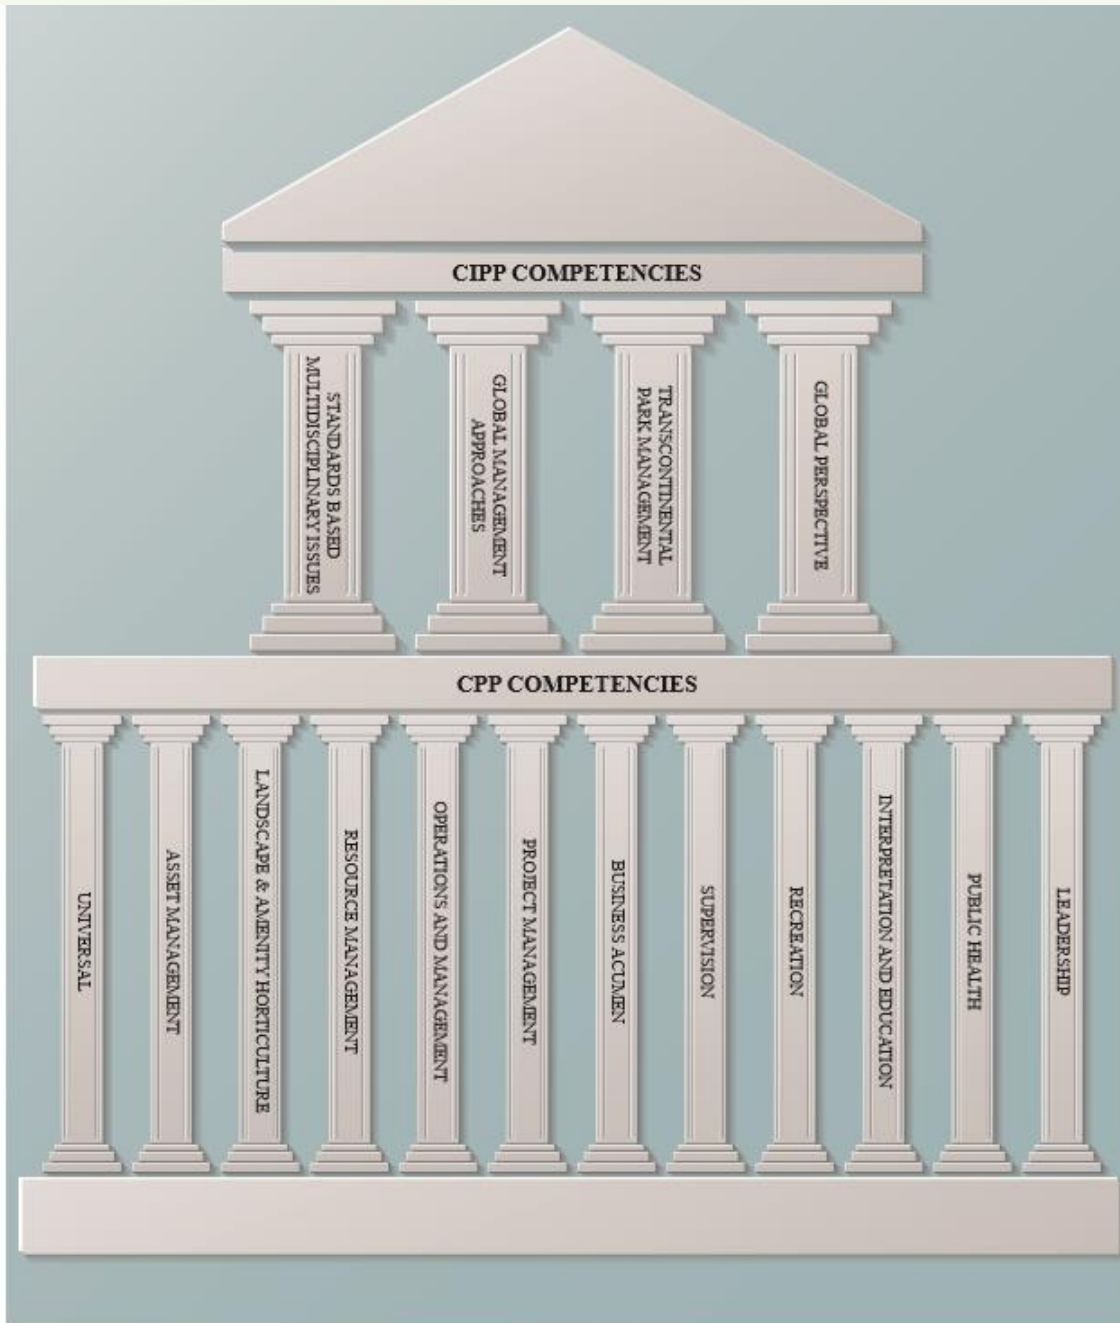 CIPP COMPETENCIES
STANDARDS BASED
MULTIDISCIPLINARY ISSUES
GLOBAL MANAGEMENT
APPROACHES
TRANSCONTINENTAL
PARK MANAGEMENT
GLOBAL PERSPECTIVE
CPP COMPETENCIES
UNIVERSAL
ASSET MANAGEMENT
LANDSCAPE & AMENITY HORTICULTURE
RESOURCE MANAGEMENT
OPERATIONS AND MANAGEMENT
PROJECT MANAGEMENT
BUSINESS ACUMEN
SUPERVISION
RECREATION
INTERPRETATION AND EDUCATION
PUBLIC HEALTH
LEADERSHIP